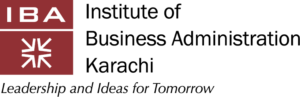 IBA
Institute of
Business Administration
Karachi
Leadership and Ideas for Tomorrow